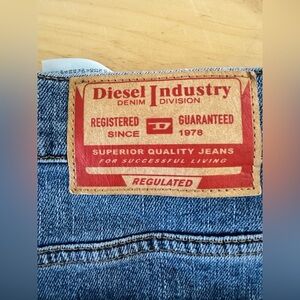 Diesel Industry
DENIM DIVISION
REGISTERED D GUARANTEED
SINCE 1978
SUPERIOR QUALITY JEANS
FOR SUCCESSFUL LIVING
REGULATED